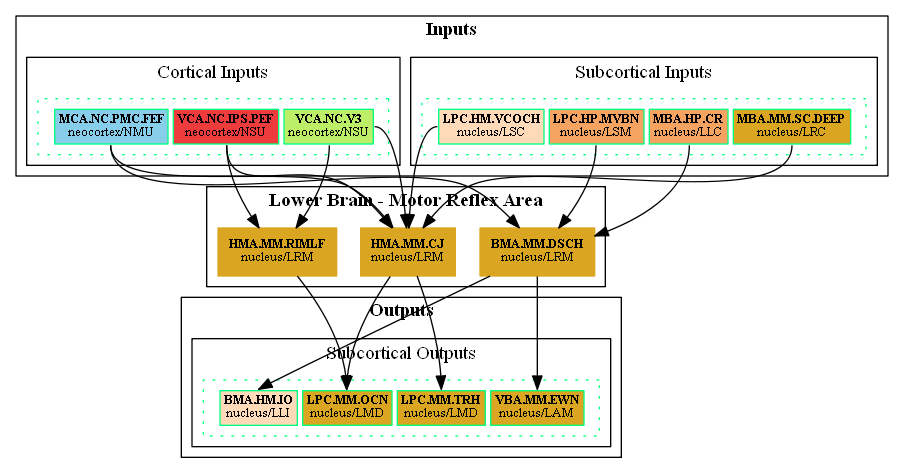 Inputs
Cortical Inputs
Subcortical Inputs
MCA.NC.PMC.FEF
neocortex/NMU
VCA.NC.IPS.PEF
neocortex/NSU
VCA.NC.V3
neocortex/NSU
LPC.HM.VCOCH
nucleus/LSC
LPC.HP.MVBN
nucleus/LSM
MBA.HP.CR
nucleus/LLC
MBA.MM.SC.DEEP
nucleus/LRC
Lower Brain - Motor Reflex Area
HMA.MM.RIMLF
nucleus/LRM
HMA.MM.CJ
nucleus/LRM
BMA.MM.DSCH
nucleus/LRM
Outputs
Subcortical Outputs
BMA.HM.IO
nucleus/LLI
LPC.MM.OCN
nucleus/LMD
LPC.MM.TRH
nucleus/LMD
VBA.MM.EWN
nucleus/LAM